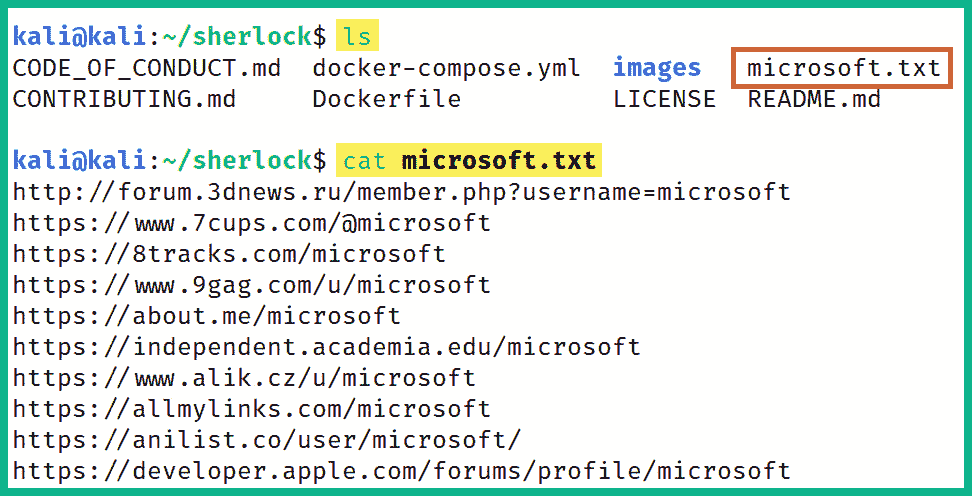 kali@kali:~/sherlock$ ls
CODE_OF_CONDUCT.md docker-compose.yml images microsoft.txt
CONTRIBUTING.md Dockerfile LICENSE README.md
kali@kali:~/sherlock$ cat microsoft.txt
http://forum.3dnews.ru/member.php?username=microsoft
https://www.7cups.com/@microsoft
https://8tracks.com/microsoft
https://www.9gag.com/u/microsoft
https://about.me/microsoft
https://independent.academia.edu/microsoft
https://www.alik.cz/u/microsoft
https://allmylinks.com/microsoft
https://anilist.co/user/microsoft/
https://developer.apple.com/forums/profile/microsoft